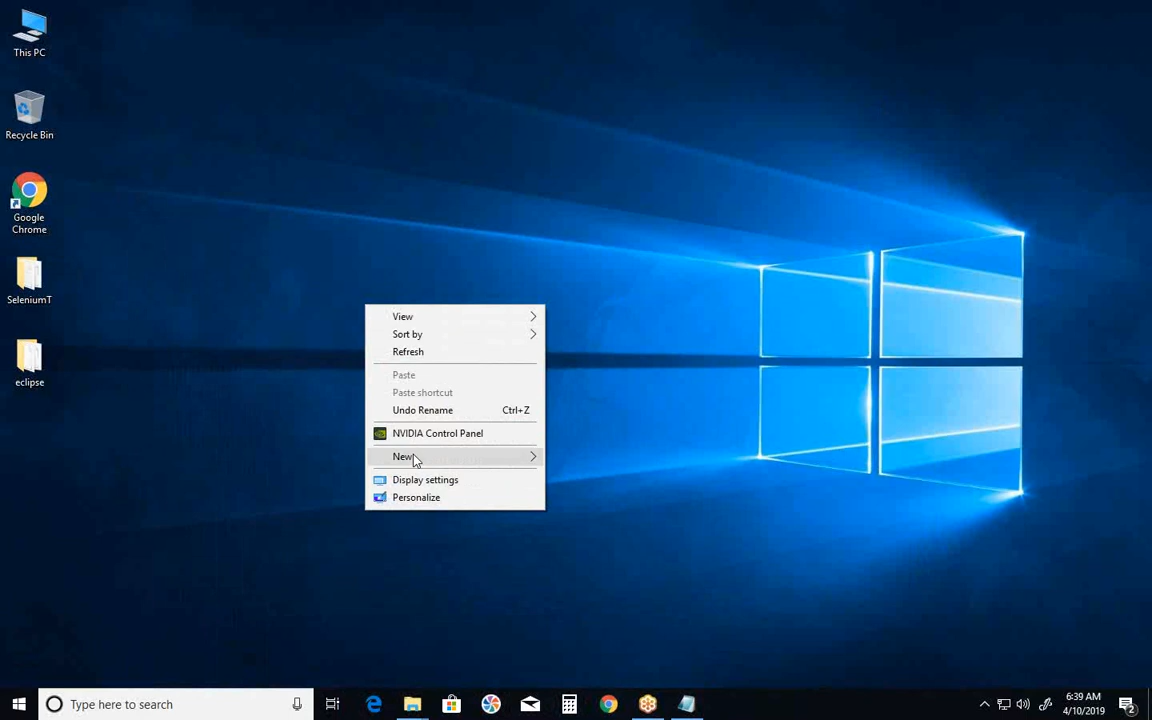 This PC
Recycle Bin
Google
Chrome
SeleniumT
eclipse
View
Sort by
Refresh
Paste
Paste shortcut
Undo Rename Ctrl+Z
NVIDIA Control Panel
New
Display settings
Personalize
Type here to search
6:39 AM
4/10/2019
2